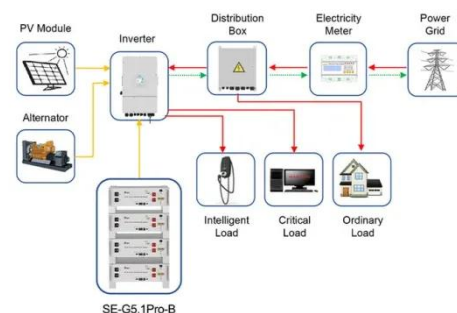 PV Module
Inverter
Distribution
Box
Electricity
Meter
Power
Grid
Alternator
Intelligent
Load
Critical
Load
Ordinary
Load
SE-G5.1Pro-B